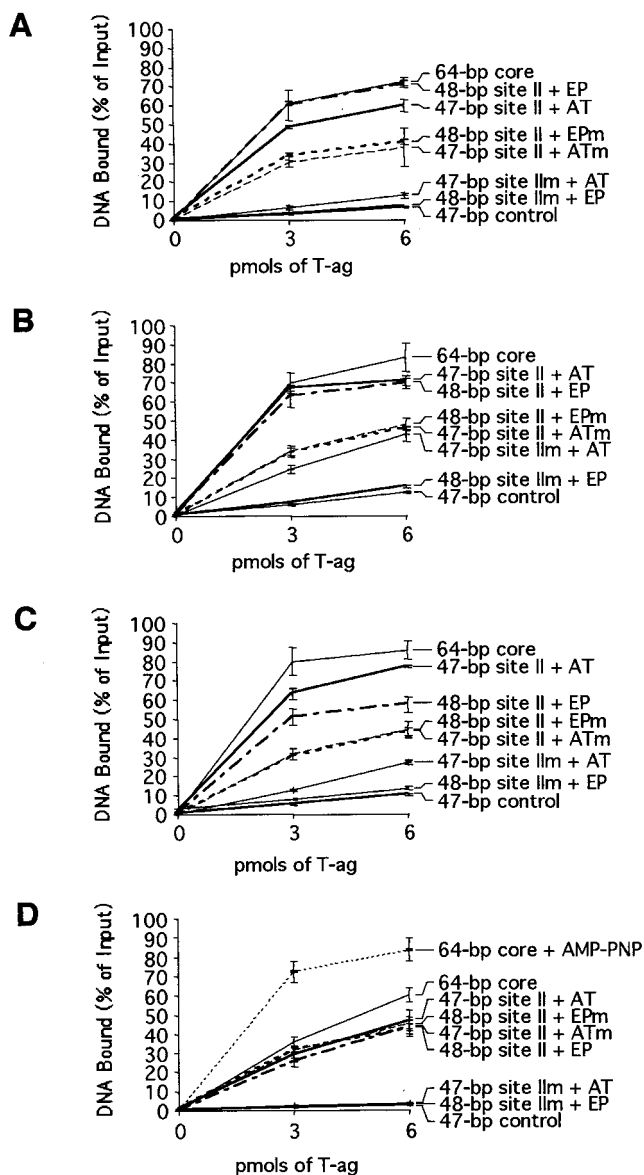 A
DNA Bound (% of Input)
100
90
80
70
60
50
40
30
20
10
0
0
3
6
pmols of T-ag
64-bp core
48-bp site II + EP
47-bp site II + AT
48-bp site II + EPm
47-bp site II + ATm
47-bp site IIm + AT
48-bp site IIm + EP
47-bp control
B
DNA Bound (% of Input)
100
90
80
70
60
50
40
30
20
10
0
0
3
6
pmols of T-ag
64-bp core
47-bp site II + AT
48-bp site II + EP
48-bp site II + EPm
47-bp site II + ATm
47-bp site IIm + AT
48-bp site IIm + EP
47-bp control
C
DNA Bound (% of Input)
100
90
80
70
60
50
40
30
20
10
0
0
3
6
pmols of T-ag
64-bp core
47-bp site II + AT
48-bp site II + EP
48-bp site II + EPm
47-bp site II + ATm
47-bp site IIm + AT
48-bp site IIm + EP
47-bp control
D
DNA Bound (% of Input)
100
90
80
70
60
50
40
30
20
10
0
0
3
6
pmols of T-ag
64-bp core + AMP-PNP
64-bp core
47-bp site II + AT
48-bp site II + EPm
47-bp site II + ATm
48-bp site II + EP
47-bp site IIm + AT
48-bp site IIm + EP
47-bp control